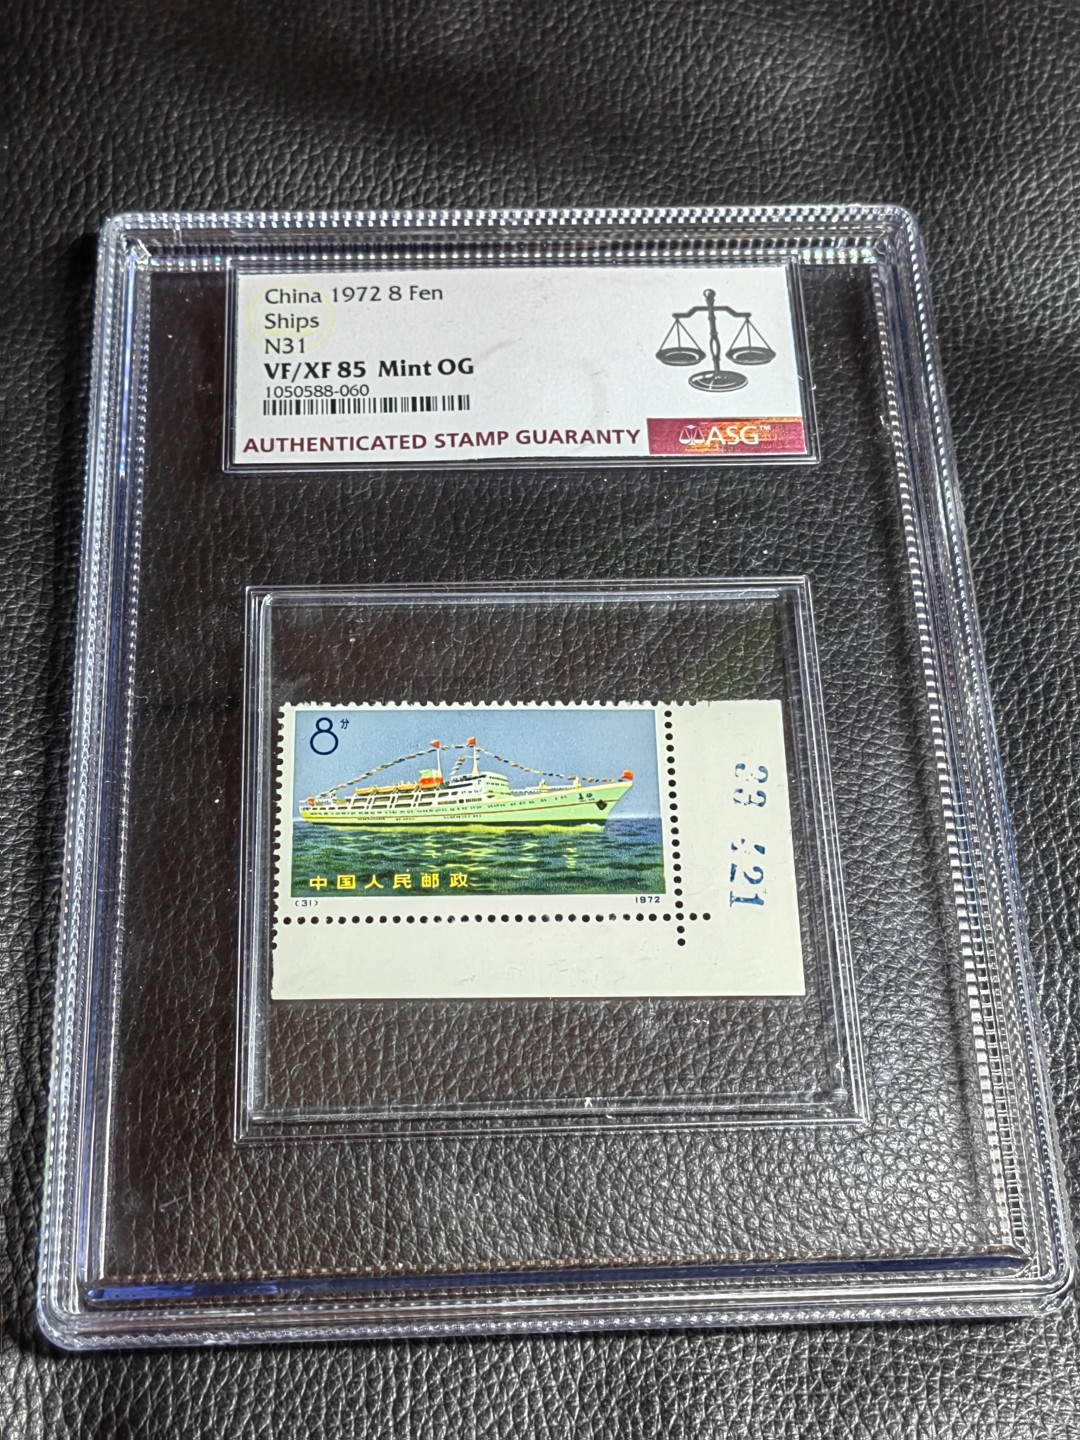 China 1972 8 Fen
Ships
N31
VF/XF 85 Mint OG
1050588-060
AUTHENTICATED STAMP GUARANTY
ASG™
8分
中国人民邮政
(31) 1972